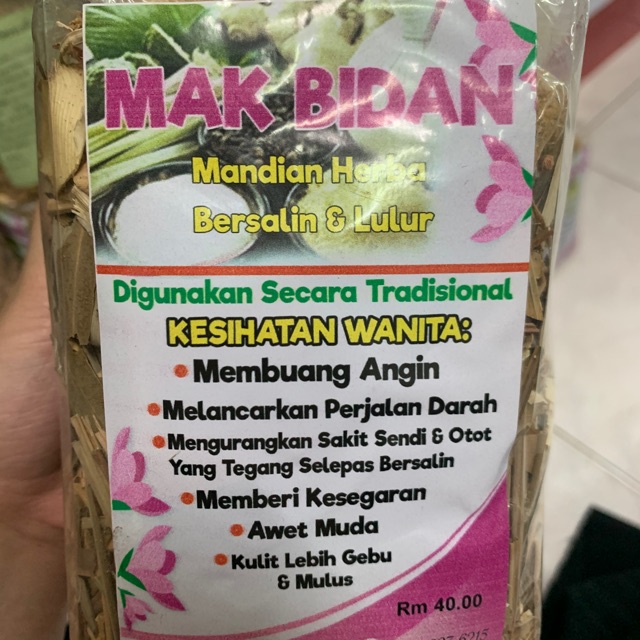 MAK BIDAN
Mandian Herba
Bersalin & Lulur
Digunakan Secara Tradisional
KESIHATAN WANITA:
• Membuang Angin
• Melancarkan Perjalan Darah
• Mengurangkan Sakit Sendi & Otot
Yang Tegang Selepas Bersalin
• Memberi Kesegaran
• Awet Muda
• Kulit Lebih Gebu
& Mulus
Rm 40.00